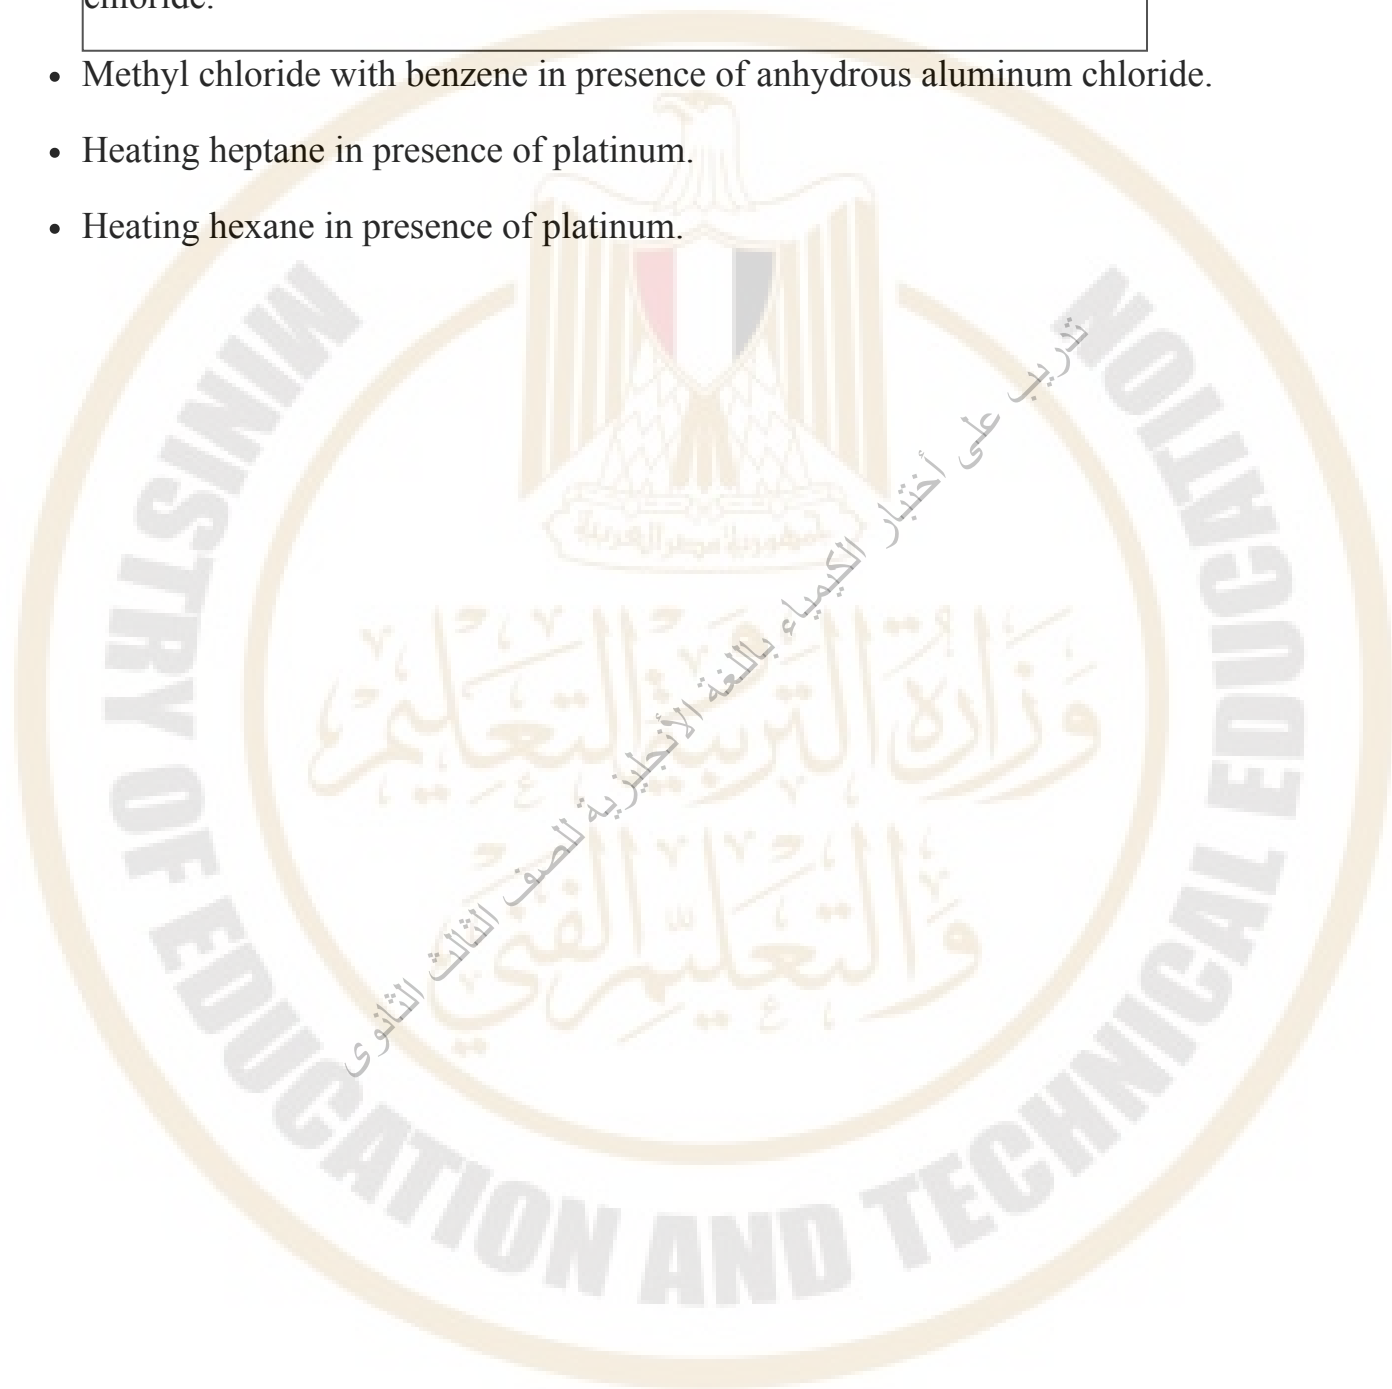 chloride.
• Methyl chloride with benzene in presence of anhydrous aluminum chloride.
• Heating heptane in presence of platinum.
• Heating hexane in presence of platinum.
MINISTRY OF EDUCATION AND TECHNICAL EDUCATION
جمهورية مصر العربية
وزارة التربية والتعليم
والتعليم الفني
تدريب على أختبار الكيمياء باللغة الأنجليزية للصف الثالث الثانوى